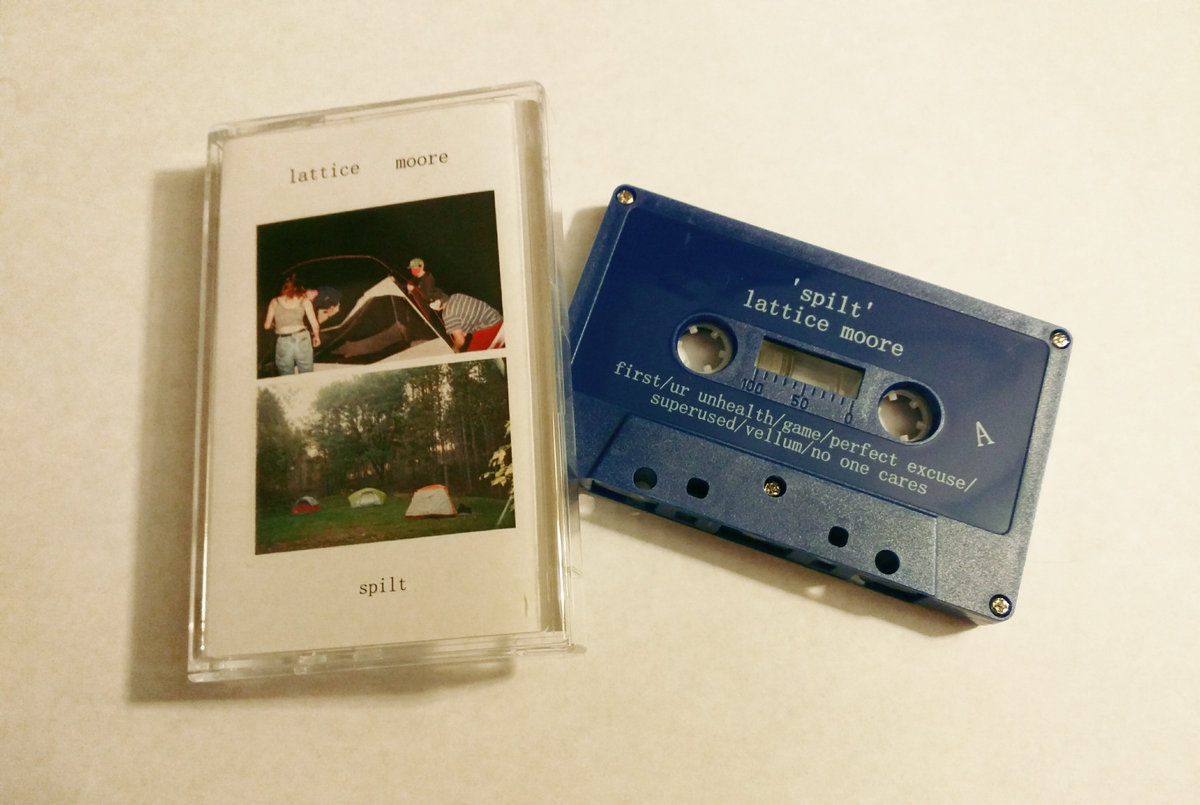 lattice moore
spilt
'spilt'
lattice moore
100 50 0
first/ur unhealth/game/perfect excuse/
superused/vellum/no one cares
A